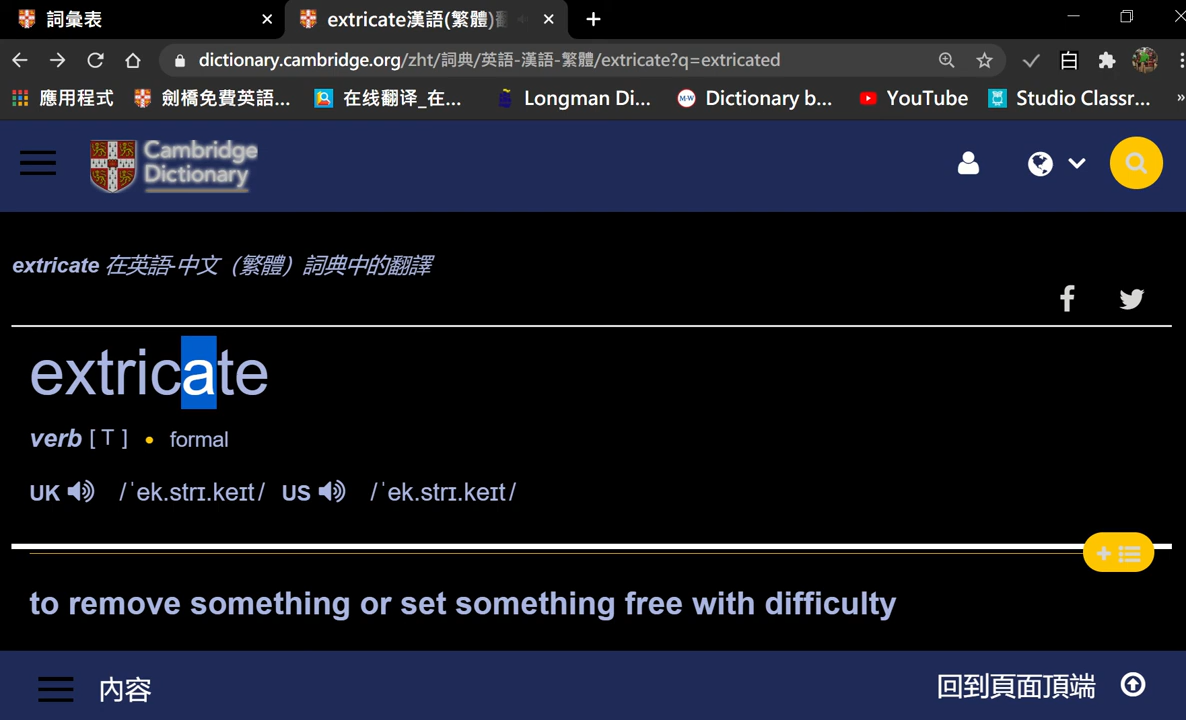 詞彙表
extricate漢語(繁體)
dictionary.cambridge.org/zht/詞典/英語-漢語-繁體/extricate?q=extricated
應用程式 劍橋免費英語... 在线翻译_在... Longman Di... Dictionary b... YouTube Studio Classr... »
Cambridge
Dictionary
extricate 在英語-中文（繁體）詞典中的翻譯
extricate
verb [ T ] • formal
UK /ˈek.strɪ.keɪt/ US /ˈek.strɪ.keɪt/
to remove something or set something free with difficulty
內容
回到頁面頂端